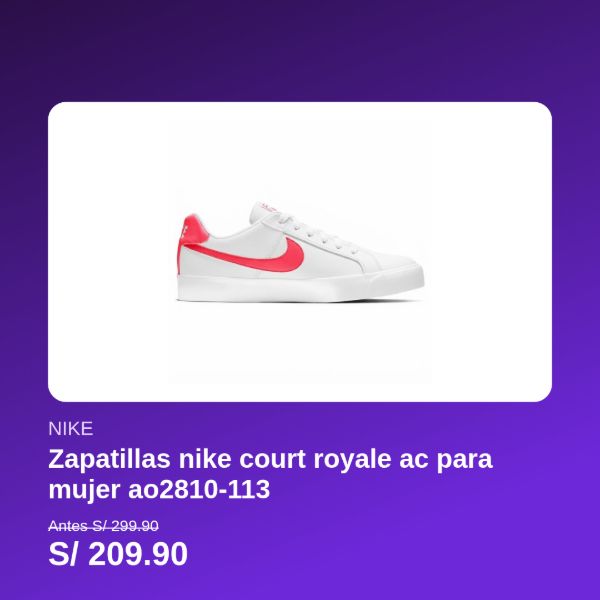 NIKE
Zapatillas nike court royale ac para
mujer ao2810-113
Antes S/ 299.90
S/ 209.90